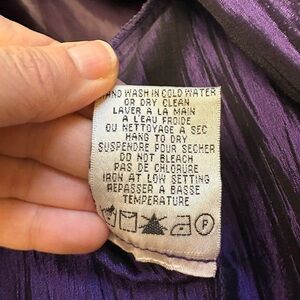 HAND WASH IN COLD WATER
OR DRY CLEAN
LAVER A LA MAIN
A L'EAU FROIDE
OU NETTOYAGE A SEC
HANG TO DRY
SUSPENDRE POUR SECHER
DO NOT BLEACH
PAS DE CHLORURE
IRON AT LOW SETTING
REPASSER A BASSE
TEMPERATURE
P